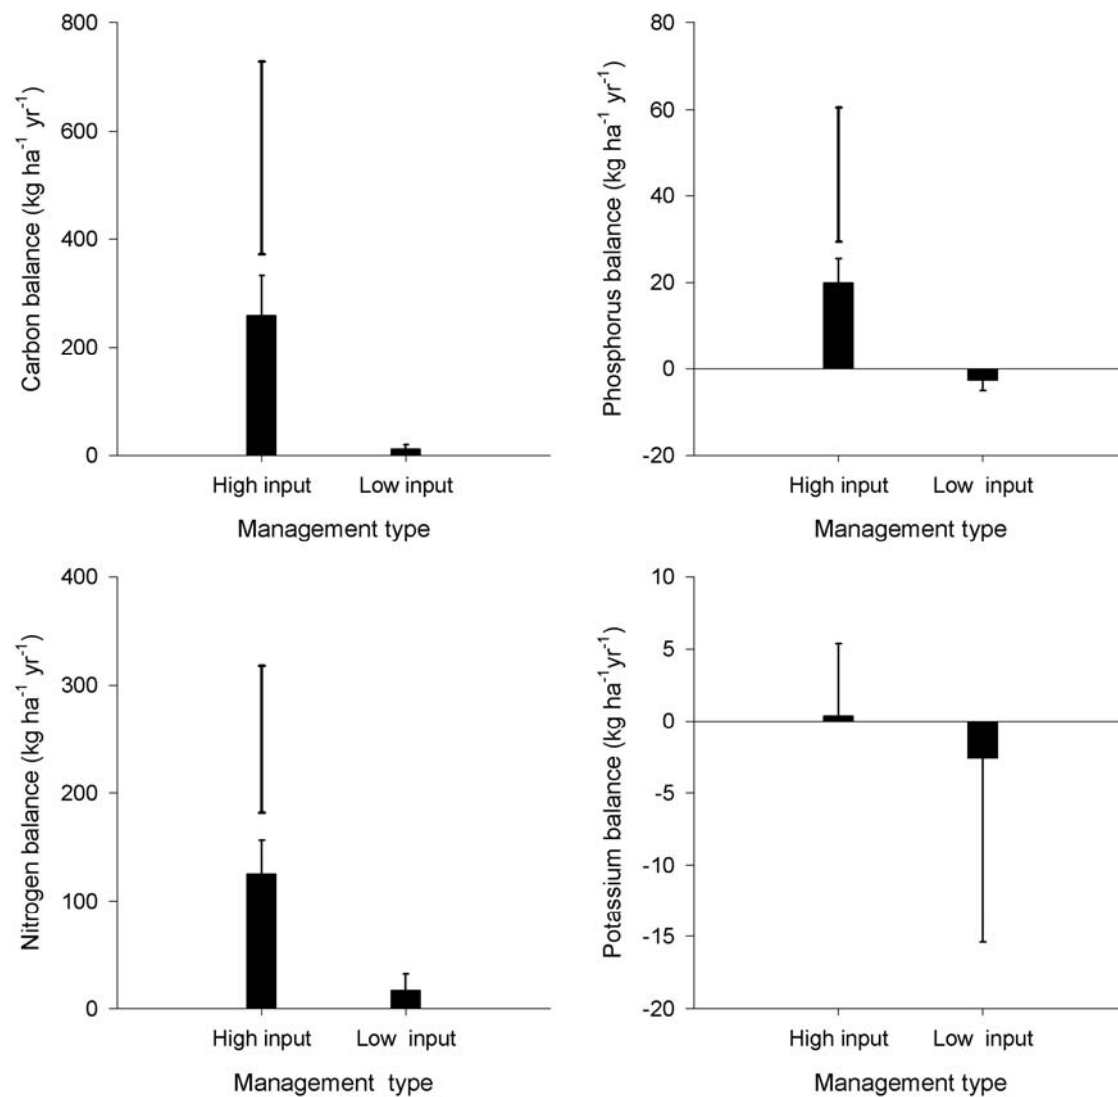 Carbon balance (kg ha⁻¹ yr⁻¹)
800
600
400
200
0
High input Low input
Management type
Phosphorus balance (kg ha⁻¹ yr⁻¹)
80
60
40
20
0
-20
High input Low input
Management type
Nitrogen balance (kg ha⁻¹ yr⁻¹)
400
300
200
100
0
High input Low input
Management type
Potassium balance (kg ha⁻¹yr⁻¹)
10
5
0
-5
-10
-15
-20
High input Low input
Management type